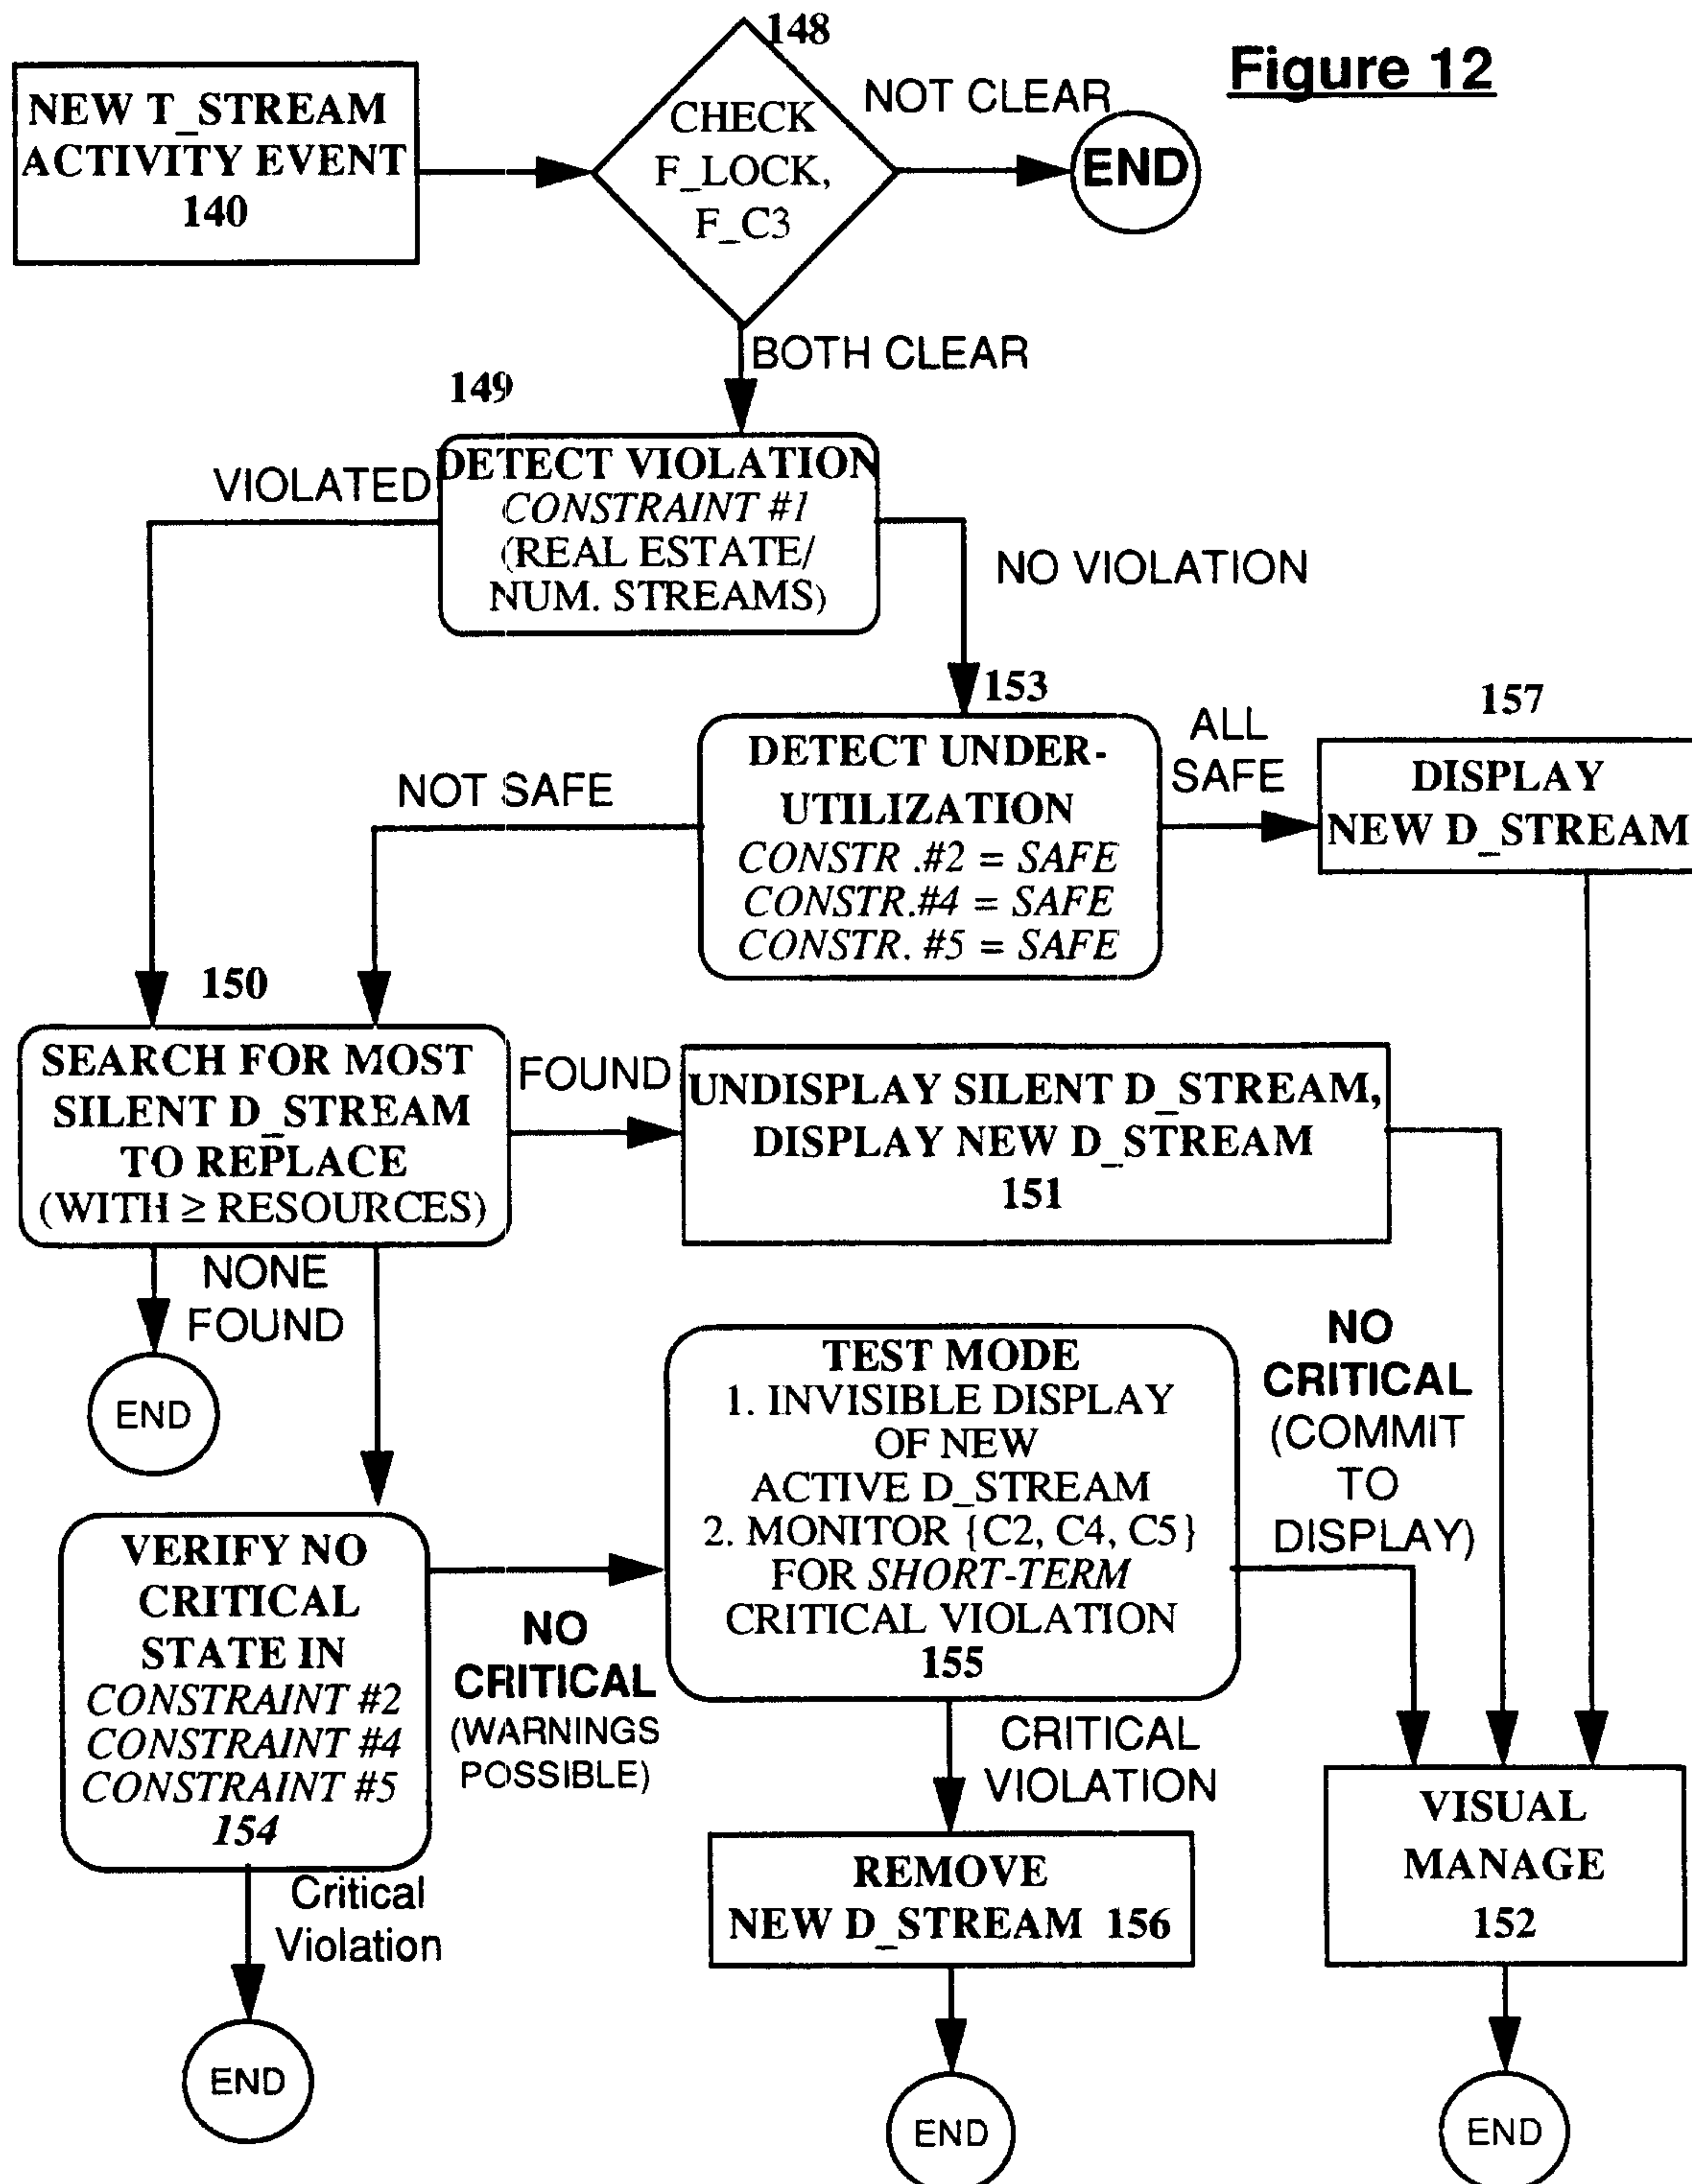 Figure 12
148
NEW T_STREAM
ACTIVITY EVENT
140
CHECK
F_LOCK,
F_C3
NOT CLEAR
END
BOTH CLEAR
149
DETECT VIOLATION
CONSTRAINT #1
(REAL ESTATE/
NUM. STREAMS)
VIOLATED
NO VIOLATION
153
DETECT UNDER-
UTILIZATION
CONSTR .#2 = SAFE
CONSTR.#4 = SAFE
CONSTR. #5 = SAFE
NOT SAFE
ALL
SAFE
157
DISPLAY
NEW D_STREAM
150
SEARCH FOR MOST
SILENT D_STREAM
TO REPLACE
(WITH ≥ RESOURCES)
FOUND
UNDISPLAY SILENT D_STREAM,
DISPLAY NEW D_STREAM
151
NONE
FOUND
END
VERIFY NO
CRITICAL
STATE IN
CONSTRAINT #2
CONSTRAINT #4
CONSTRAINT #5
154
NO
CRITICAL
(WARNINGS
POSSIBLE)
TEST MODE
1. INVISIBLE DISPLAY
OF NEW
ACTIVE D_STREAM
2. MONITOR {C2, C4, C5}
FOR SHORT-TERM
CRITICAL VIOLATION
155
NO
CRITICAL
(COMMIT
TO
DISPLAY)
CRITICAL
VIOLATION
Critical
Violation
END
REMOVE
NEW D_STREAM 156
END
VISUAL
MANAGE
152
END